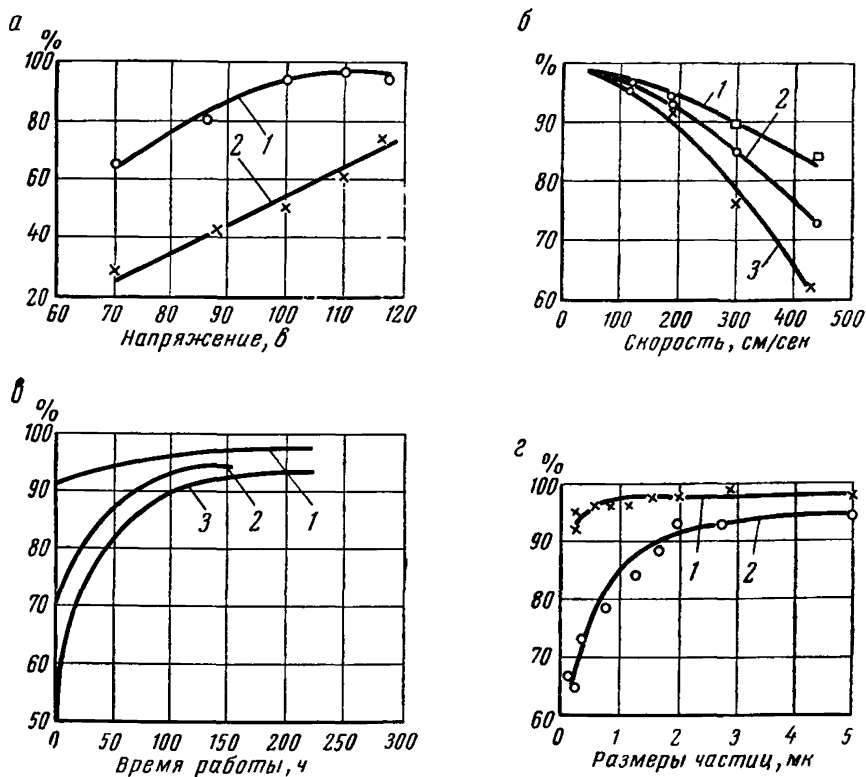 а
%
100
80
60
40
20
1
2
60 70 80 90 100 110 120
Напряжение, в
б
%
90
80
70
60
1
2
3
0 100 200 300 400 500
Скорость, см/сек
в
%
100
90
80
70
60
50
3 2 1
0 50 100 150 200 250 300
Время работы, ч
г
%
100
90
80
70
60
1 2
0 1 2 3 4 5
Размеры частиц, мк